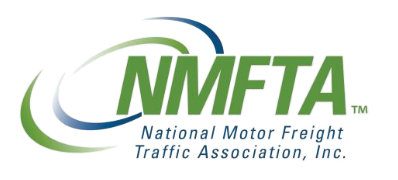 NMFTA™
National Motor Freight
Traffic Association, Inc.